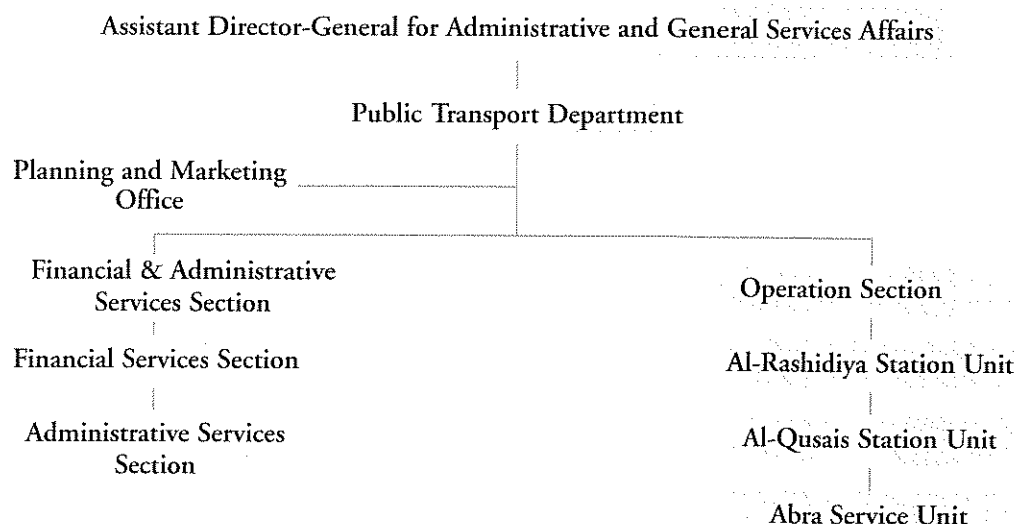 Assistant Director-General for Administrative and General Services Affairs
Public Transport Department
Planning and Marketing
Office
Financial & Administrative
Services Section
Operation Section
Financial Services Section
Al-Rashidiya Station Unit
Administrative Services
Section
Al-Qusais Station Unit
Abra Service Unit